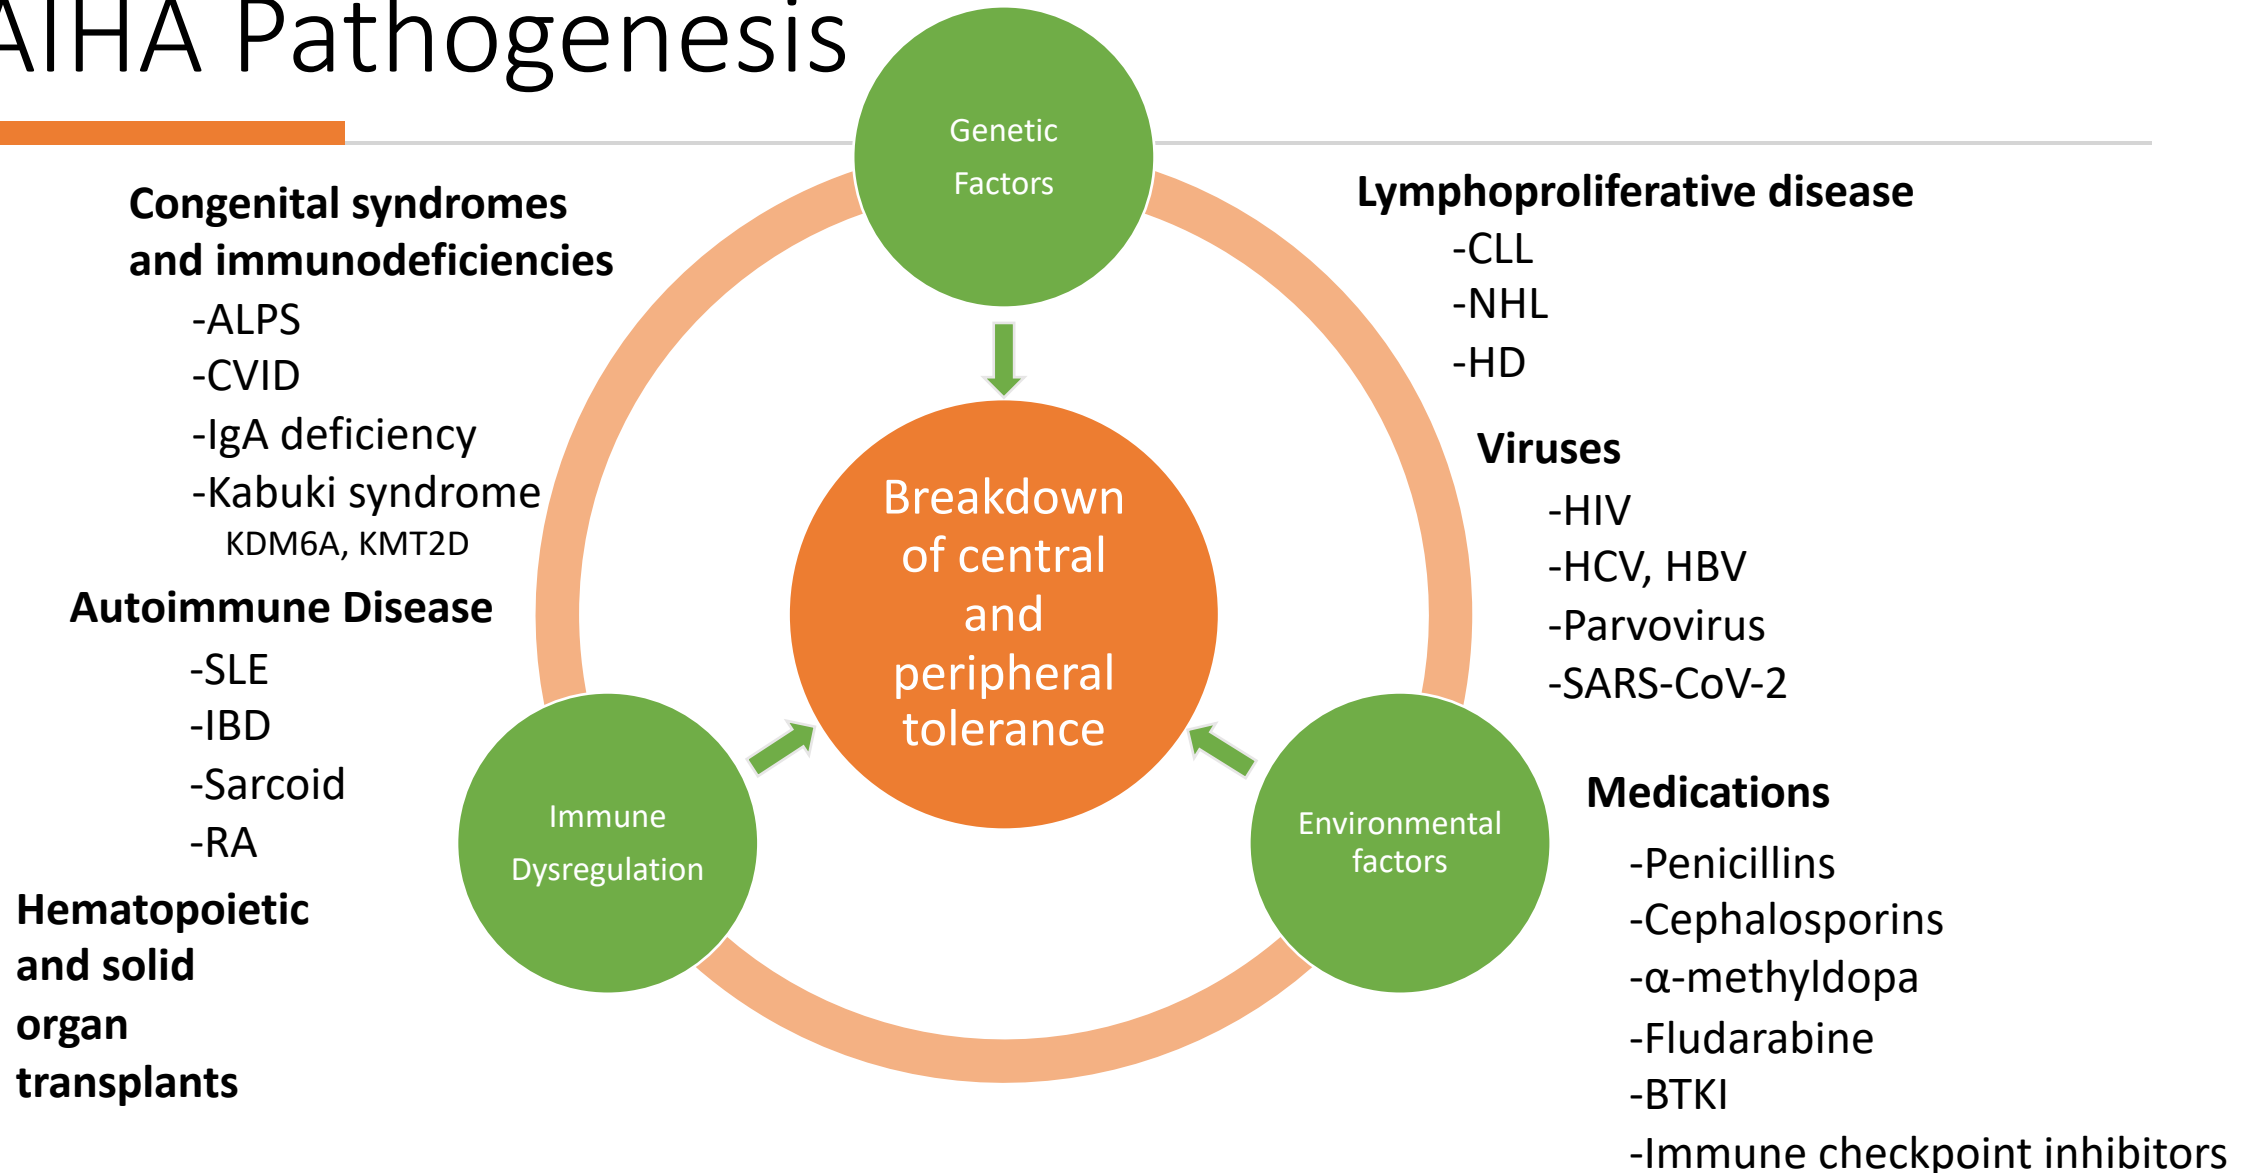 AIHA Pathogenesis
Genetic
Factors
Congenital syndromes
and immunodeficiencies
-ALPS
-CVID
-IgA deficiency
-Kabuki syndrome
KDM6A, KMT2D
Autoimmune Disease
-SLE
-IBD
-Sarcoid
-RA
Hematopoietic
and solid
organ
transplants
Breakdown
of central
and
peripheral
tolerance
Immune
Dysregulation
Environmental
factors
Lymphoproliferative disease
-CLL
-NHL
-HD
Viruses
-HIV
-HCV, HBV
-Parvovirus
-SARS-CoV-2
Medications
-Penicillins
-Cephalosporins
-α-methyldopa
-Fludarabine
-BTKI
-Immune checkpoint inhibitors